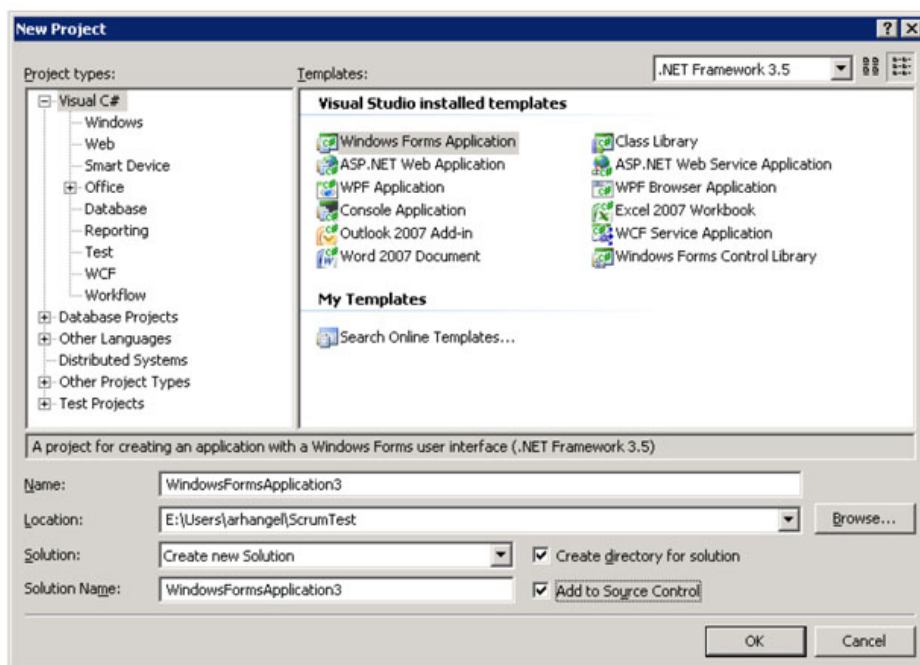 New Project
Project types:
Templates:
.NET Framework 3.5
Visual C#
Windows
Web
Smart Device
Office
Database
Reporting
Test
WCF
Workflow
Database Projects
Other Languages
Distributed Systems
Other Project Types
Test Projects
Visual Studio installed templates
Windows Forms Application
Class Library
ASP.NET Web Application
ASP.NET Web Service Application
WPF Application
WPF Browser Application
Console Application
Excel 2007 Workbook
Outlook 2007 Add-in
WCF Service Application
Word 2007 Document
Windows Forms Control Library
My Templates
Search Online Templates...
A project for creating an application with a Windows Forms user interface (.NET Framework 3.5)
Name:
WindowsFormsApplication3
Location:
E:\Users\arhangel\ScrumTest
Browse...
Solution:
Create new Solution
Create directory for solution
Solution Name:
WindowsFormsApplication3
Add to Source Control
OK
Cancel